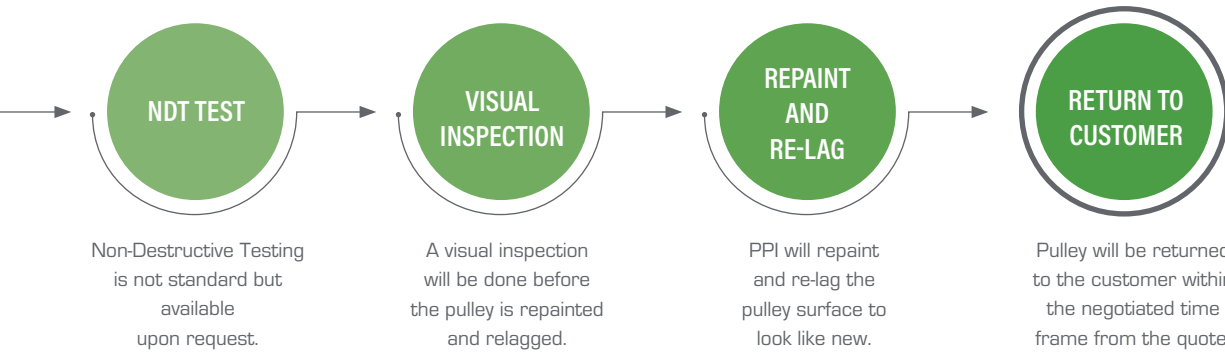 NDT TEST
Non-Destructive Testing
is not standard but
available
upon request.
VISUAL
INSPECTION
A visual inspection
will be done before
the pulley is repainted
and relagged.
REPAINT
AND
RE-LAG
PPI will repaint
and re-lag the
pulley surface to
look like new.
RETURN TO
CUSTOMER
Pulley will be returned
to the customer within
the negotiated time
frame from the quote